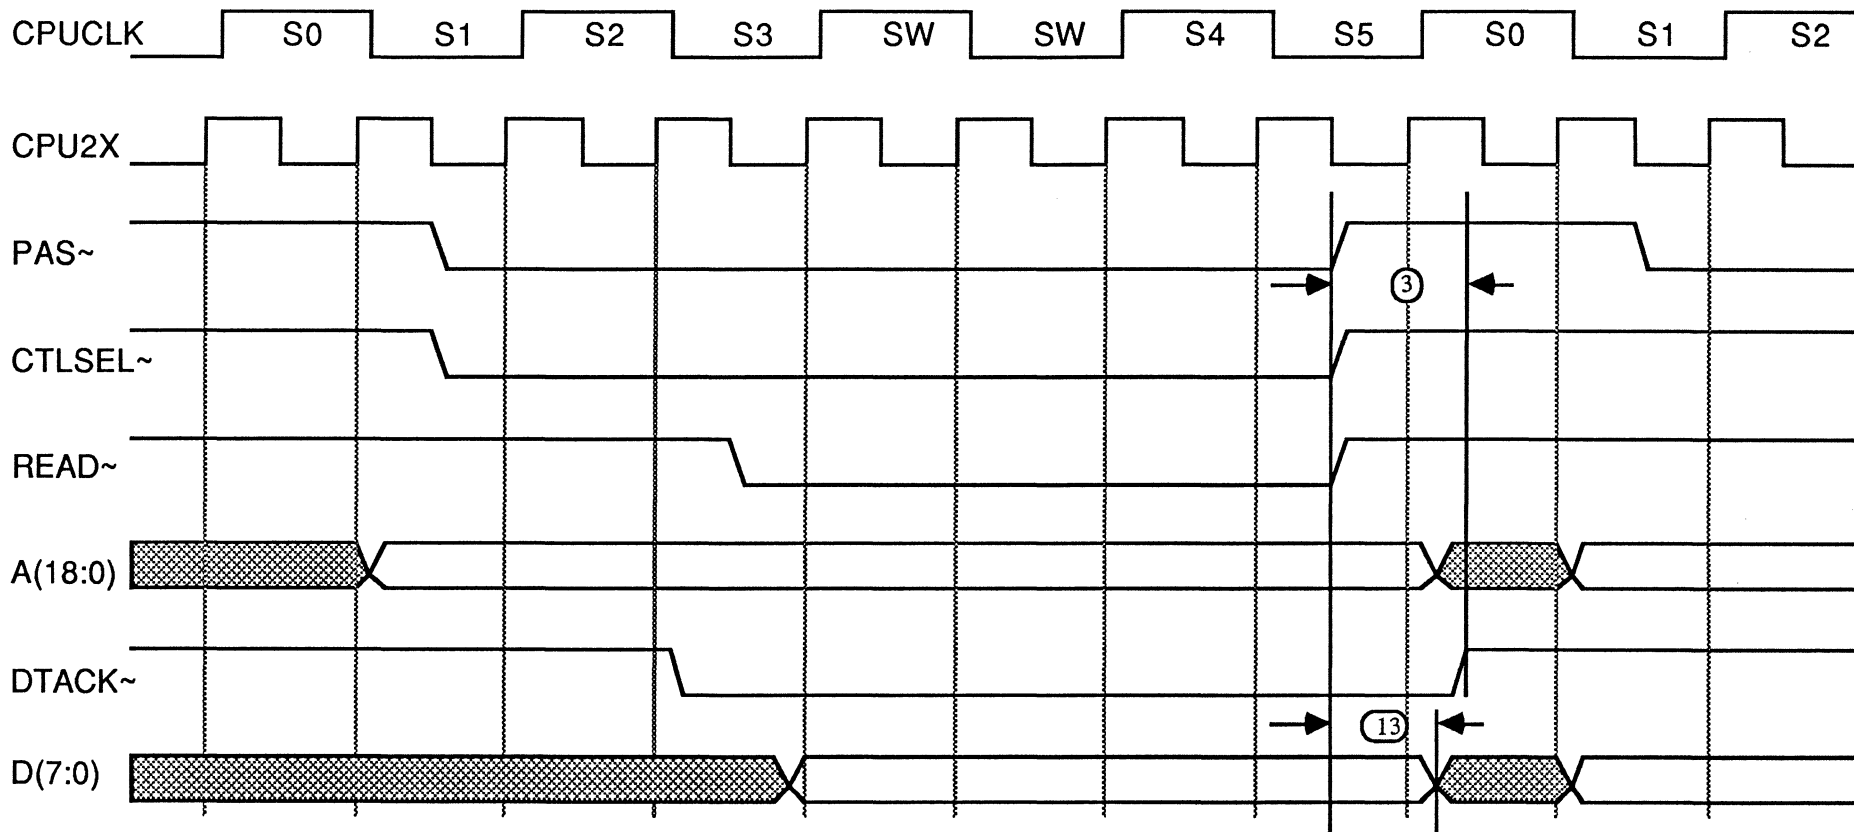 CPUCLK S0 S1 S2 S3 SW SW S4 S5 S0 S1 S2
CPU2X
PAS~
3
CTLSEL~
READ~
A(18:0)
DTACK~
13
D(7:0)